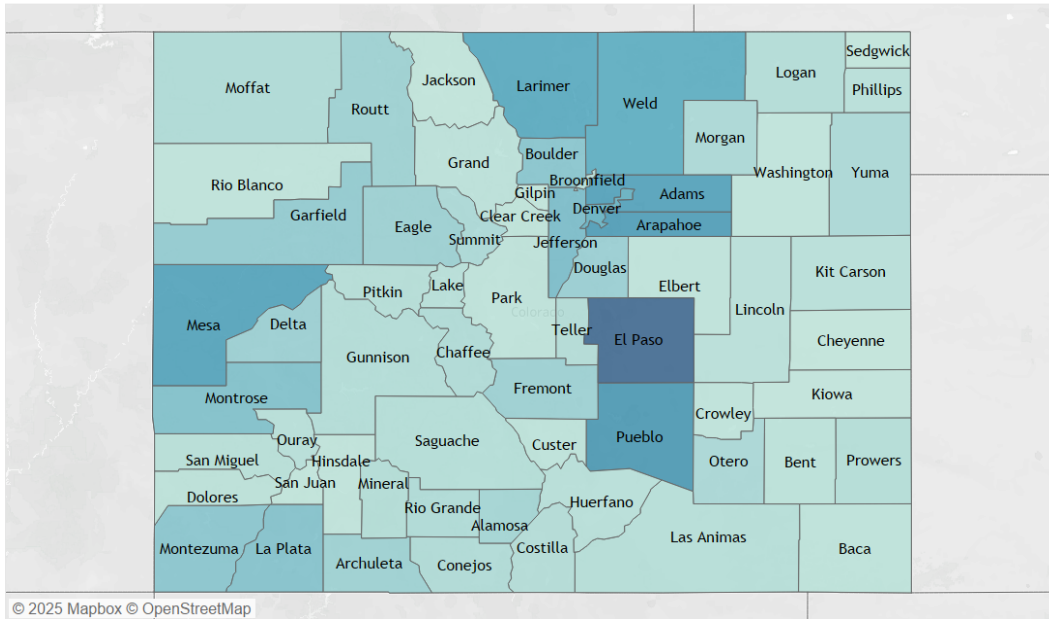 Sedgwick
Logan
Jackson
Moffat
Larimer
Phillips
Weld
Routt
Morgan
Boulder
Grand
Washington
Yuma
Broomfield
Rio Blanco
Gilpin
Adams
Denver
Garfield
Clear Creek
Arapahoe
Eagle
Summit
Jefferson
Douglas
Kit Carson
Lake
Elbert
Pitkin
Park
Lincoln
Colorado
Mesa
Delta
Teller
El Paso
Cheyenne
Chaffee
Gunnison
Fremont
Kiowa
Montrose
Crowley
Pueblo
Ouray
Saguache
Custer
San Miguel
Hinsdale
Otero
Bent
Prowers
San Juan
Mineral
Dolores
Huerfano
Rio Grande
Alamosa
Las Animas
Montezuma
La Plata
Costilla
Baca
Archuleta
Conejos
© 2025 Mapbox © OpenStreetMap